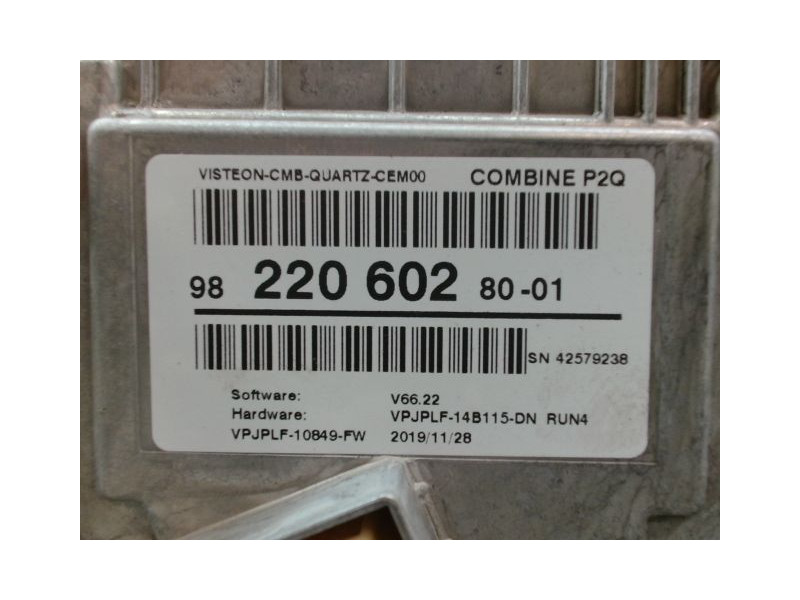 VISTEON-CMB-QUARTZ-CEM00 COMBINE P2Q
98 220 602 80-01
SN 42579238
Software: V66.22
Hardware: VPJPLF-14B115-DN RUN4
VPJPLF-10849-FW 2019/11/28